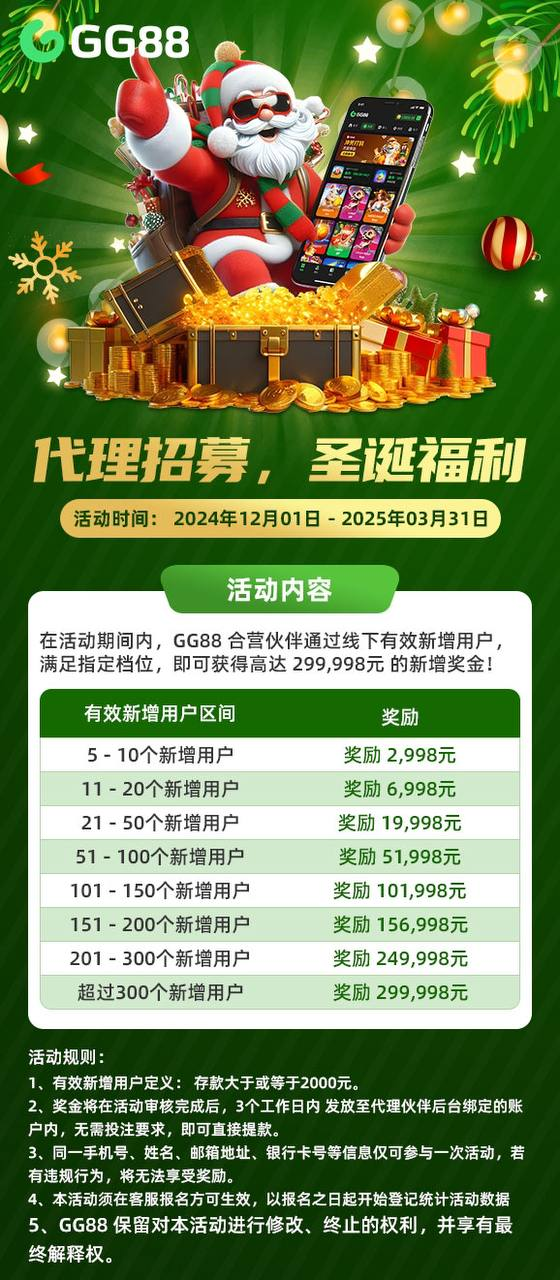 GG88
GG88
代理招募，圣诞福利
活动时间： 2024年12月01日 - 2025年03月31日
活动内容
在活动期间内，GG88 合营伙伴通过线下有效新增用户，
满足指定档位，即可获得高达 299,998元 的新增奖金！
有效新增用户区间 奖励
5 - 10个新增用户 奖励 2,998元
11 - 20个新增用户 奖励 6,998元
21 - 50个新增用户 奖励 19,998元
51 - 100个新增用户 奖励 51,998元
101 - 150个新增用户 奖励 101,998元
151 - 200个新增用户 奖励 156,998元
201 - 300个新增用户 奖励 249,998元
超过300个新增用户 奖励 299,998元
活动规则：
1、有效新增用户定义： 存款大于或等于2000元。
2、奖金将在活动审核完成后，3个工作日内 发放至代理伙伴后台绑定的账
户内，无需投注要求，即可直接提款。
3、同一手机号、姓名、邮箱地址、银行卡号等信息仅可参与一次活动，若
有违规行为，将无法享受奖励。
4、本活动须在客服报名方可生效，以报名之日起开始登记统计活动数据
5、GG88 保留对本活动进行修改、终止的权利，并享有最
终解释权。